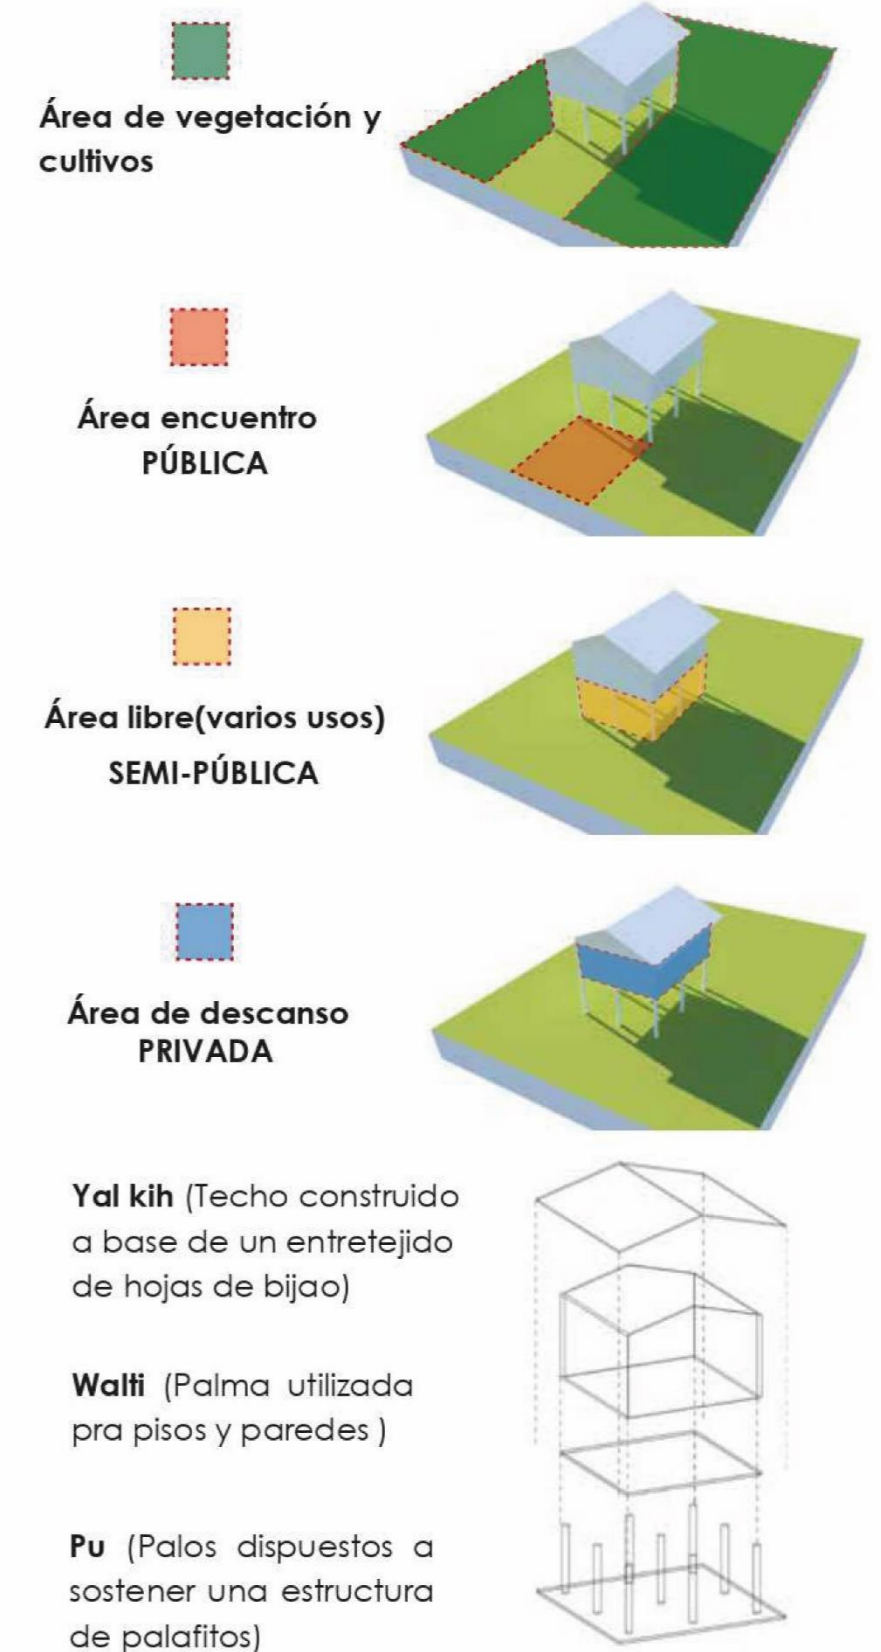 Área de vegetación y
cultivos
Área encuentro
PÚBLICA
Área libre(varios usos)
SEMI-PÚBLICA
Área de descanso
PRIVADA
Yal kih (Techo construido
a base de un entretejido
de hojas de bijao)
Walti (Palma utilizada
pra pisos y paredes )
Pu (Palos dispuestos a
sostener una estructura
de palafitos)